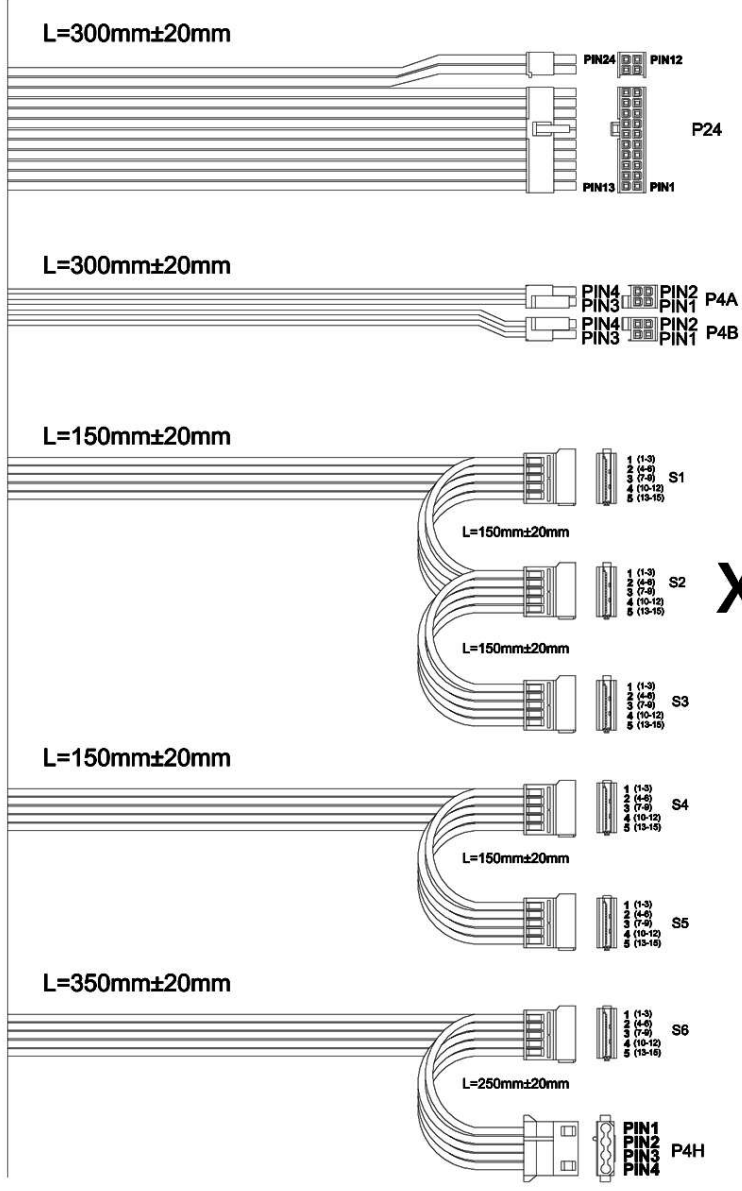 L=300mm±20mm
PIN24 PIN12
P24
PIN13 PIN1
L=300mm±20mm
PIN4 PIN2
PIN3 PIN1
P4A
PIN4 PIN2
PIN3 PIN1
P4B
L=150mm±20mm
1 (1-3)
2 (4-6)
3 (7-9)
4 (10-12)
5 (13-15)
S1
L=150mm±20mm
1 (1-3)
2 (4-6)
3 (7-9)
4 (10-12)
5 (13-15)
S2
X
L=150mm±20mm
1 (1-3)
2 (4-6)
3 (7-9)
4 (10-12)
5 (13-15)
S3
L=150mm±20mm
1 (1-3)
2 (4-6)
3 (7-9)
4 (10-12)
5 (13-15)
S4
L=150mm±20mm
1 (1-3)
2 (4-6)
3 (7-9)
4 (10-12)
5 (13-15)
S5
L=350mm±20mm
1 (1-3)
2 (4-6)
3 (7-9)
4 (10-12)
5 (13-15)
S6
L=250mm±20mm
PIN1
PIN2
PIN3
PIN4
P4H